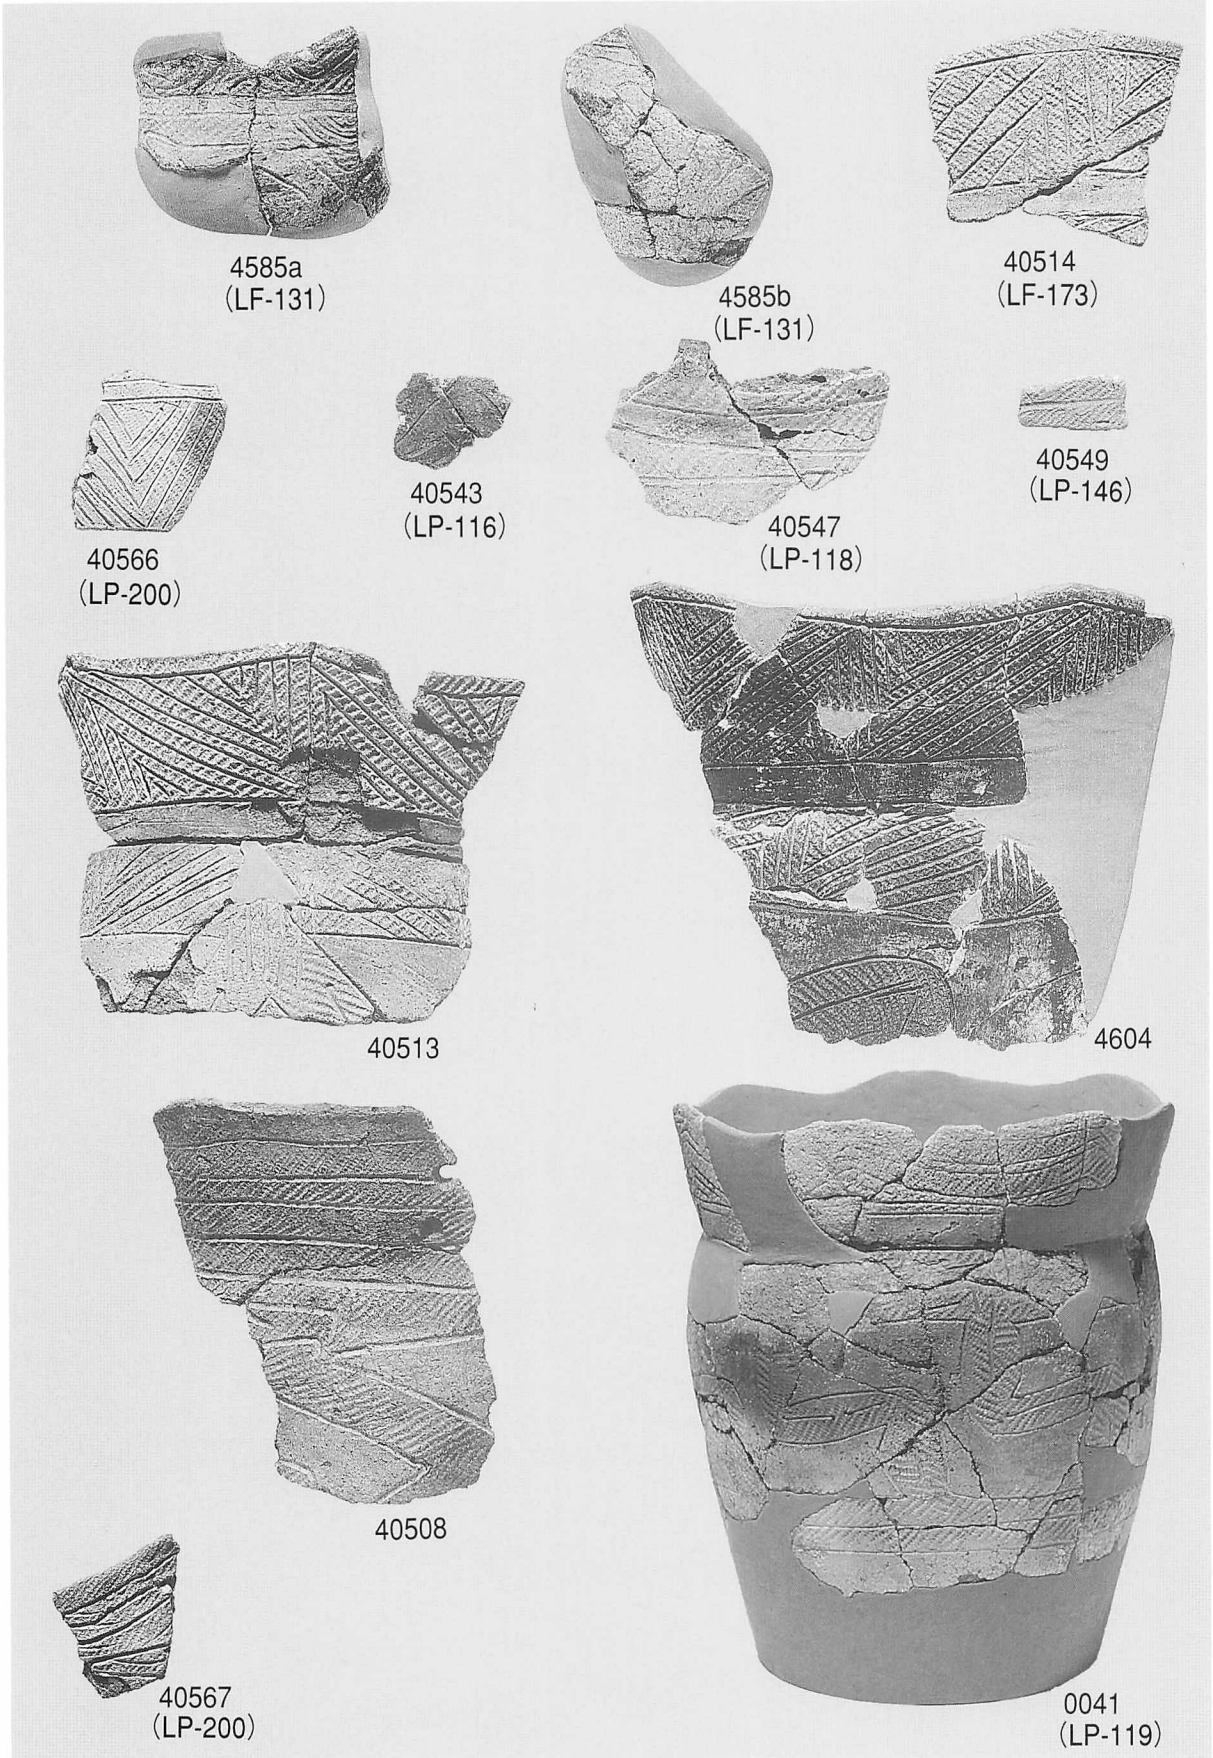 4585a
(LF-131)
4585b
(LF-131)
40514
(LF-173)
40566
(LP-200)
40543
(LP-116)
40547
(LP-118)
40549
(LP-146)
40513
4604
40508
0041
(LP-119)
40567
(LP-200)